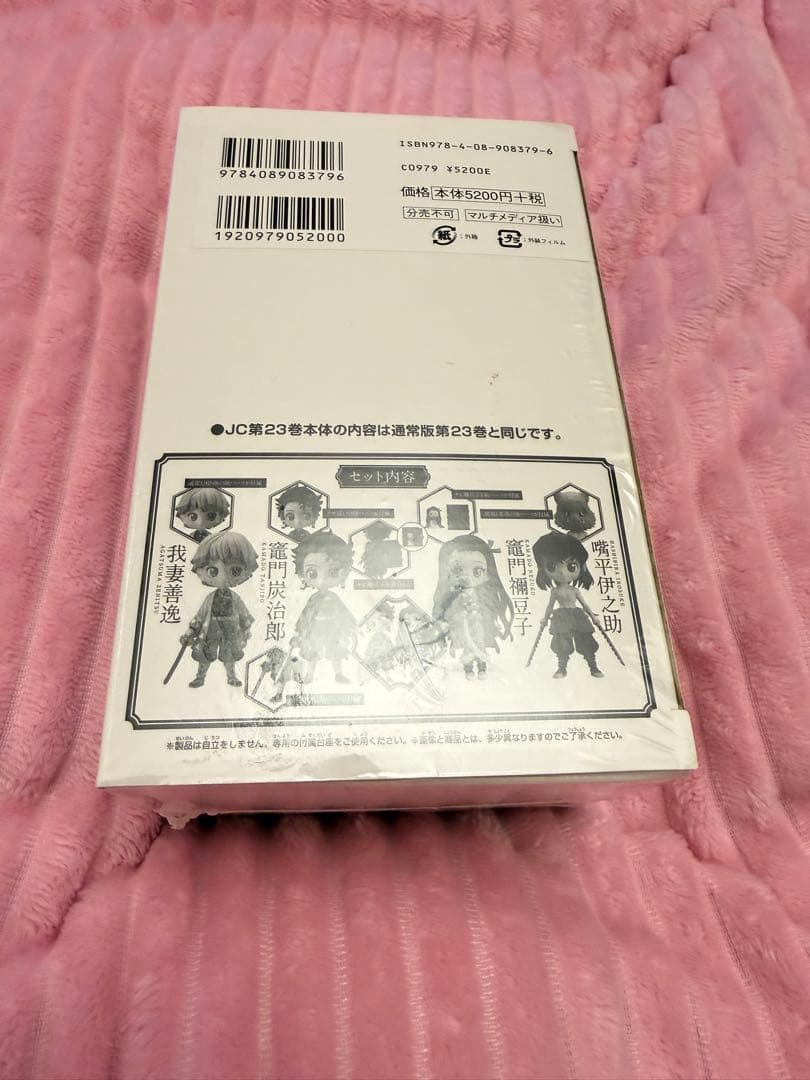 9784089083796
1920979052000
ISBN978-4-08-908379-6
C0979 ¥5200E
価格 本体5200円+税
分売不可 マルチメディア扱い
紙 :外箱 プラ :外装フィルム
●JC第23巻本体の内容は通常版第23巻と同じです。
セット内容
我妻善逸
AGATSUMA ZENITSU
竈門炭治郎
KAMADO TANJIRO
竈門禰豆子
KAMADO NEZUKO
嘴平伊之助
HASHIBIRA INOSUKE
※製品は自立をしません。専用の付属台座をご使用ください。※画像と商品とは、多少異なりますのでご了承ください。